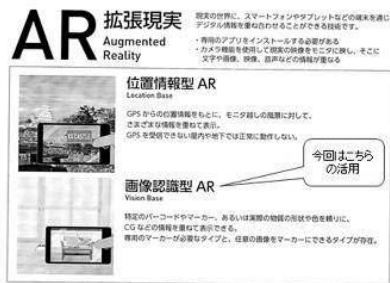 AR 拡張現実
Augmented
Reality
現実の世界に、スマートフォンやタブレットなどの端末を通じ
デジタル情報を重ね合わせることができる技術です。
・専用のアプリをインストールする必要がある
・カメラ機能を使用して現実の映像をモニタに映し、そこに
文字や画像、映像、音声などの情報が重なる
位置情報型 AR
Location Base
GPS からの位置情報をもとに、モニタ越しの風景に対して、
さまざまな情報を重ねて表示。
GPS を受信できない屋内や地下では正常に動作しない。
今回はこちら
の活用
画像認識型 AR
Vision Base
特定のバーコードやマーカー、あるいは実際の物質の形状や色を頼りに、
CG などの情報を重ねて表示できる。
専用のマーカーが必要なタイプと、任意の画像をマーカーにできるタイプが存在。